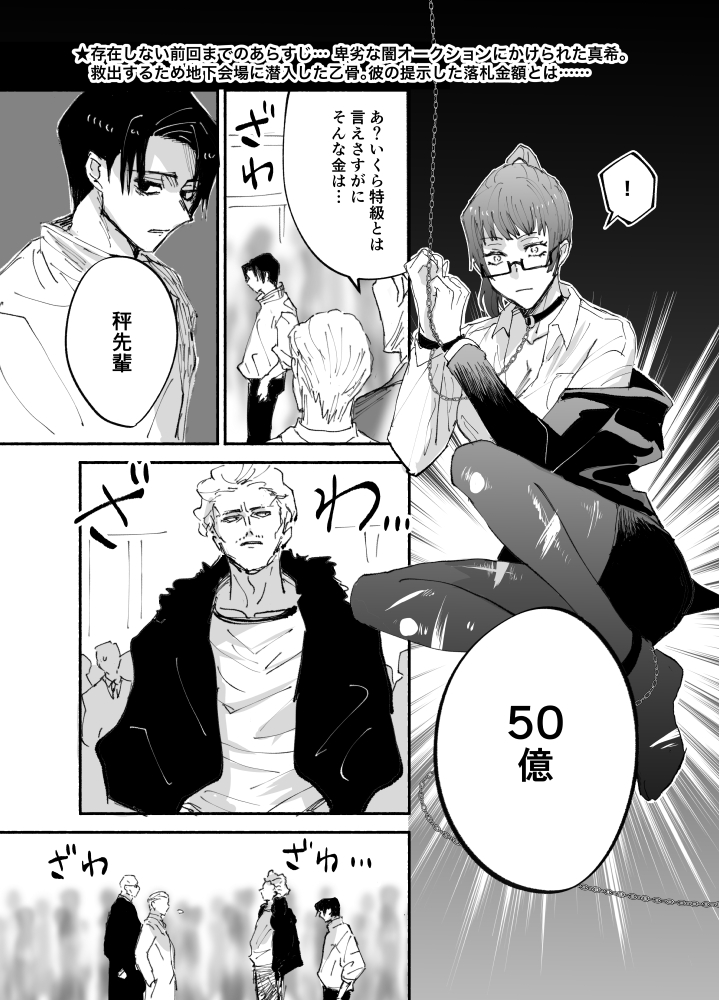 ★存在しない前回までのあらすじ… 卑劣な闇オークションにかけられた真希。
救出するため地下会場に潜入した乙骨。彼の提示した落札金額とは……
！
50
億
あ？いくら特級とは
言えさすがに
そんな金は…
ざわ
秤先輩
ざわ…
ざわ…
ざわ